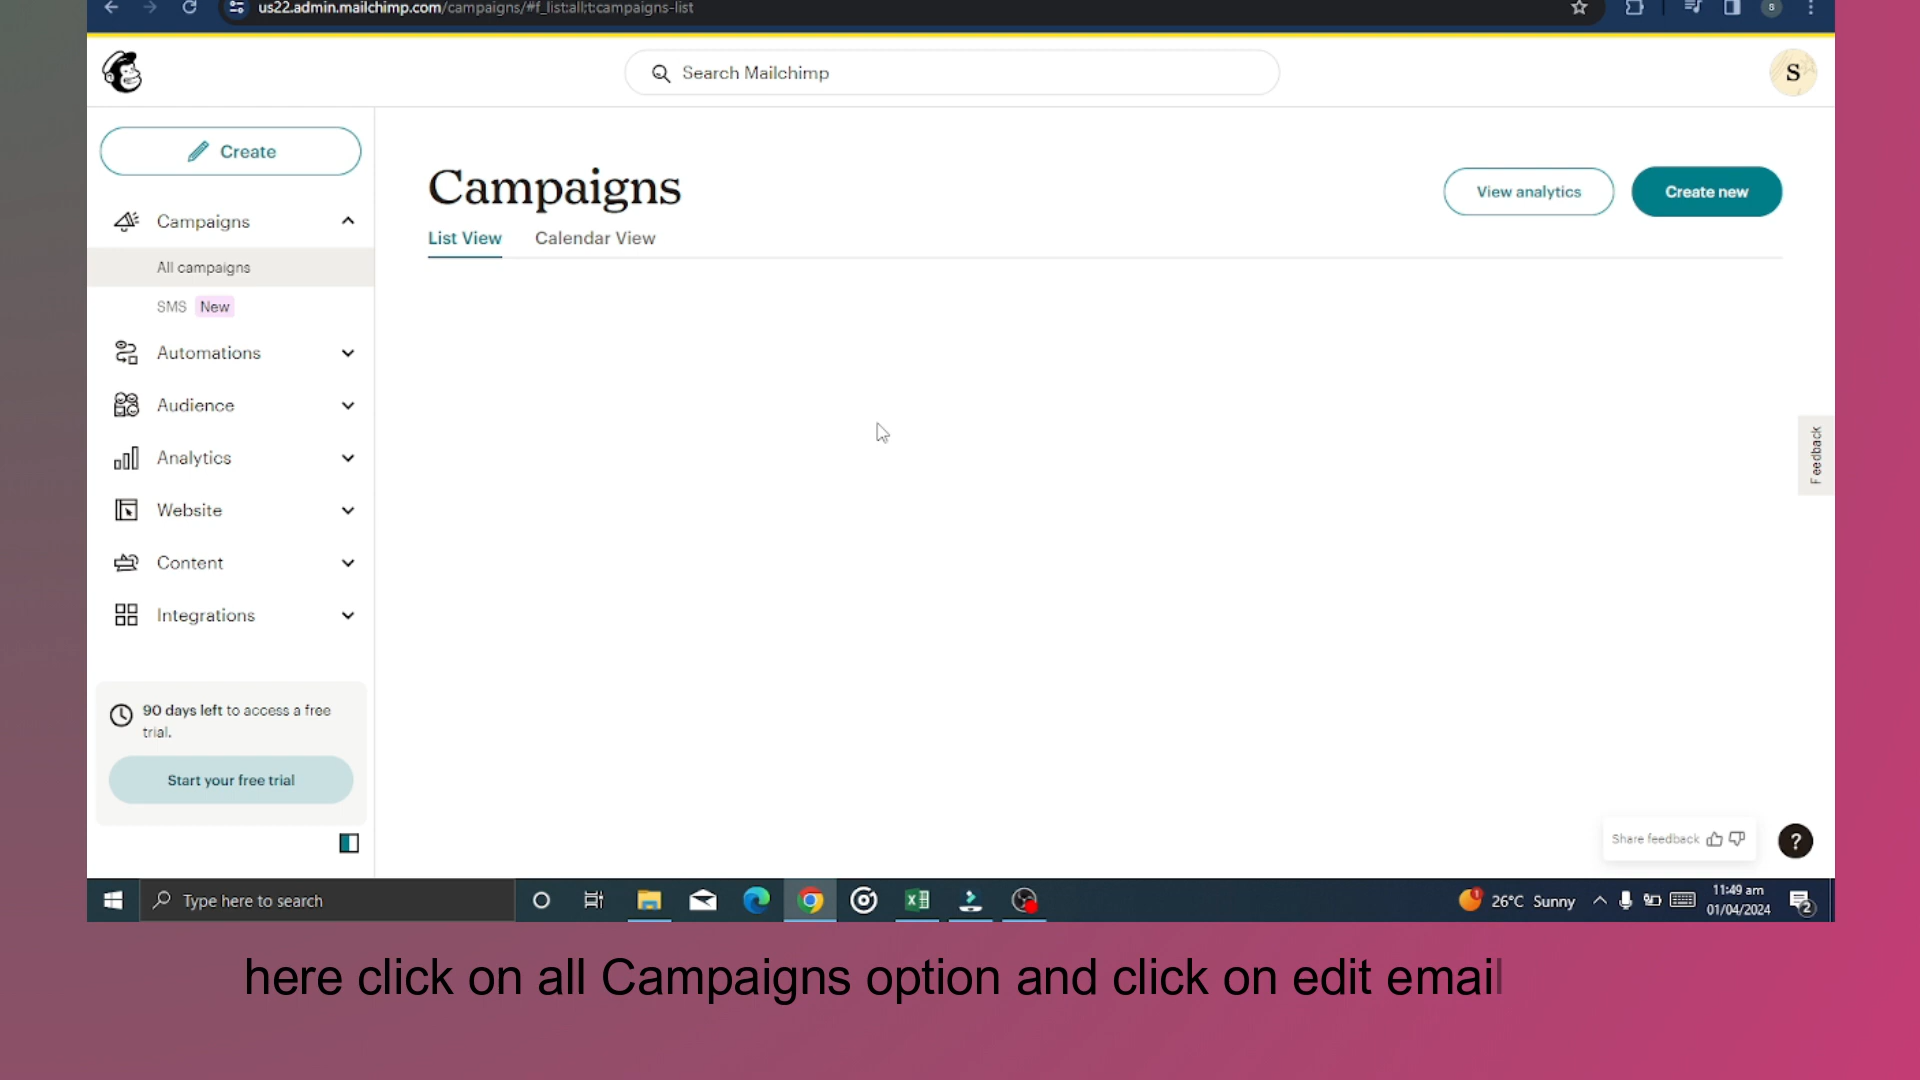 us22.admin.mailchimp.com/campaigns/#f_list:all;t:campaigns-list
S
Search Mailchimp
S
Create
Campaigns
All campaigns
SMS New
Automations
Audience
Analytics
Website
Content
Integrations
90 days left to access a free
trial.
Start your free trial
Campaigns
View analytics
Create new
List View
Calendar View
Feedback
Share feedback
?
Type here to search
1
26°C Sunny
11:49 am
01/04/2024
2
here click on all Campaigns option and click on edit email